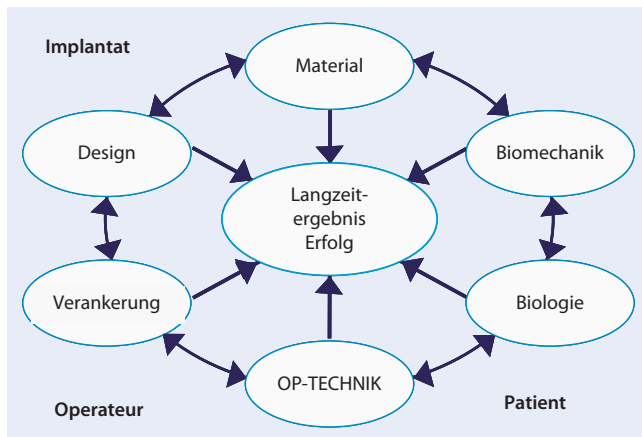 Implantat
Material
Design
Biomechanik
Langzeit-
ergebnis
Erfolg
Verankerung
Biologie
OP-TECHNIK
Operateur
Patient